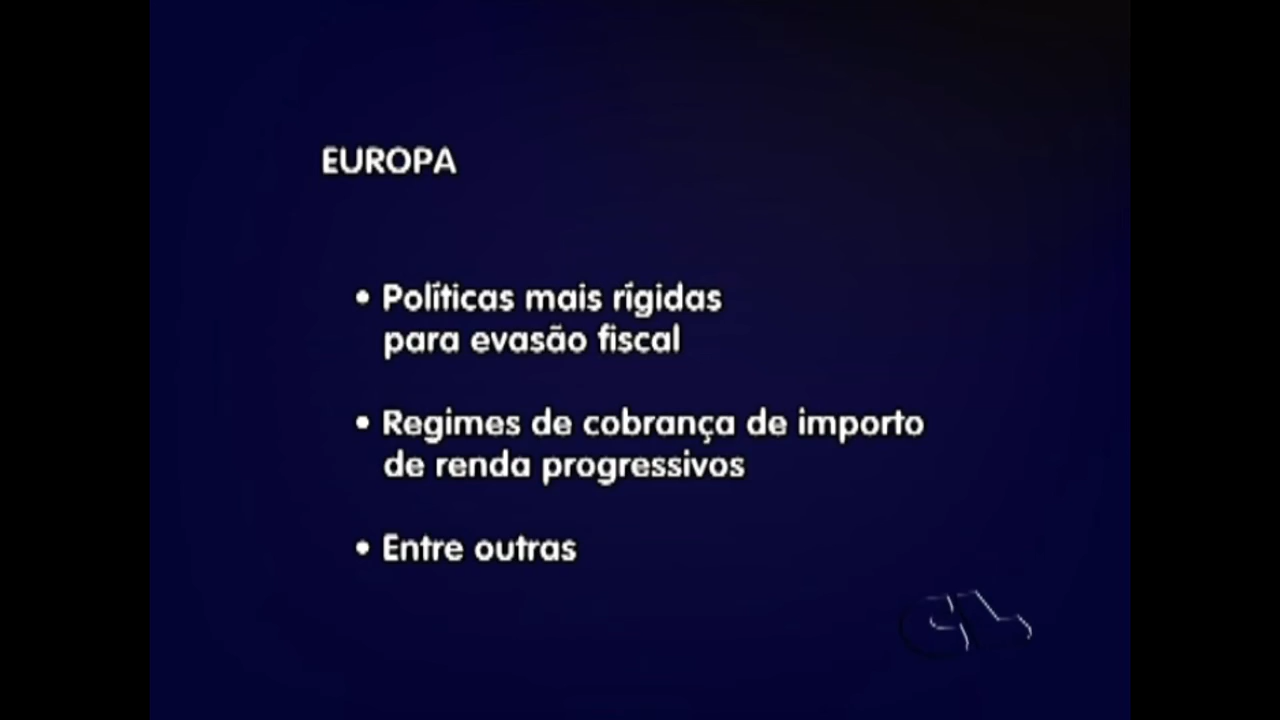 EUROPA
• Políticas mais rígidas
para evasão fiscal
• Regimes de cobrança de importo
de renda progressivos
• Entre outras